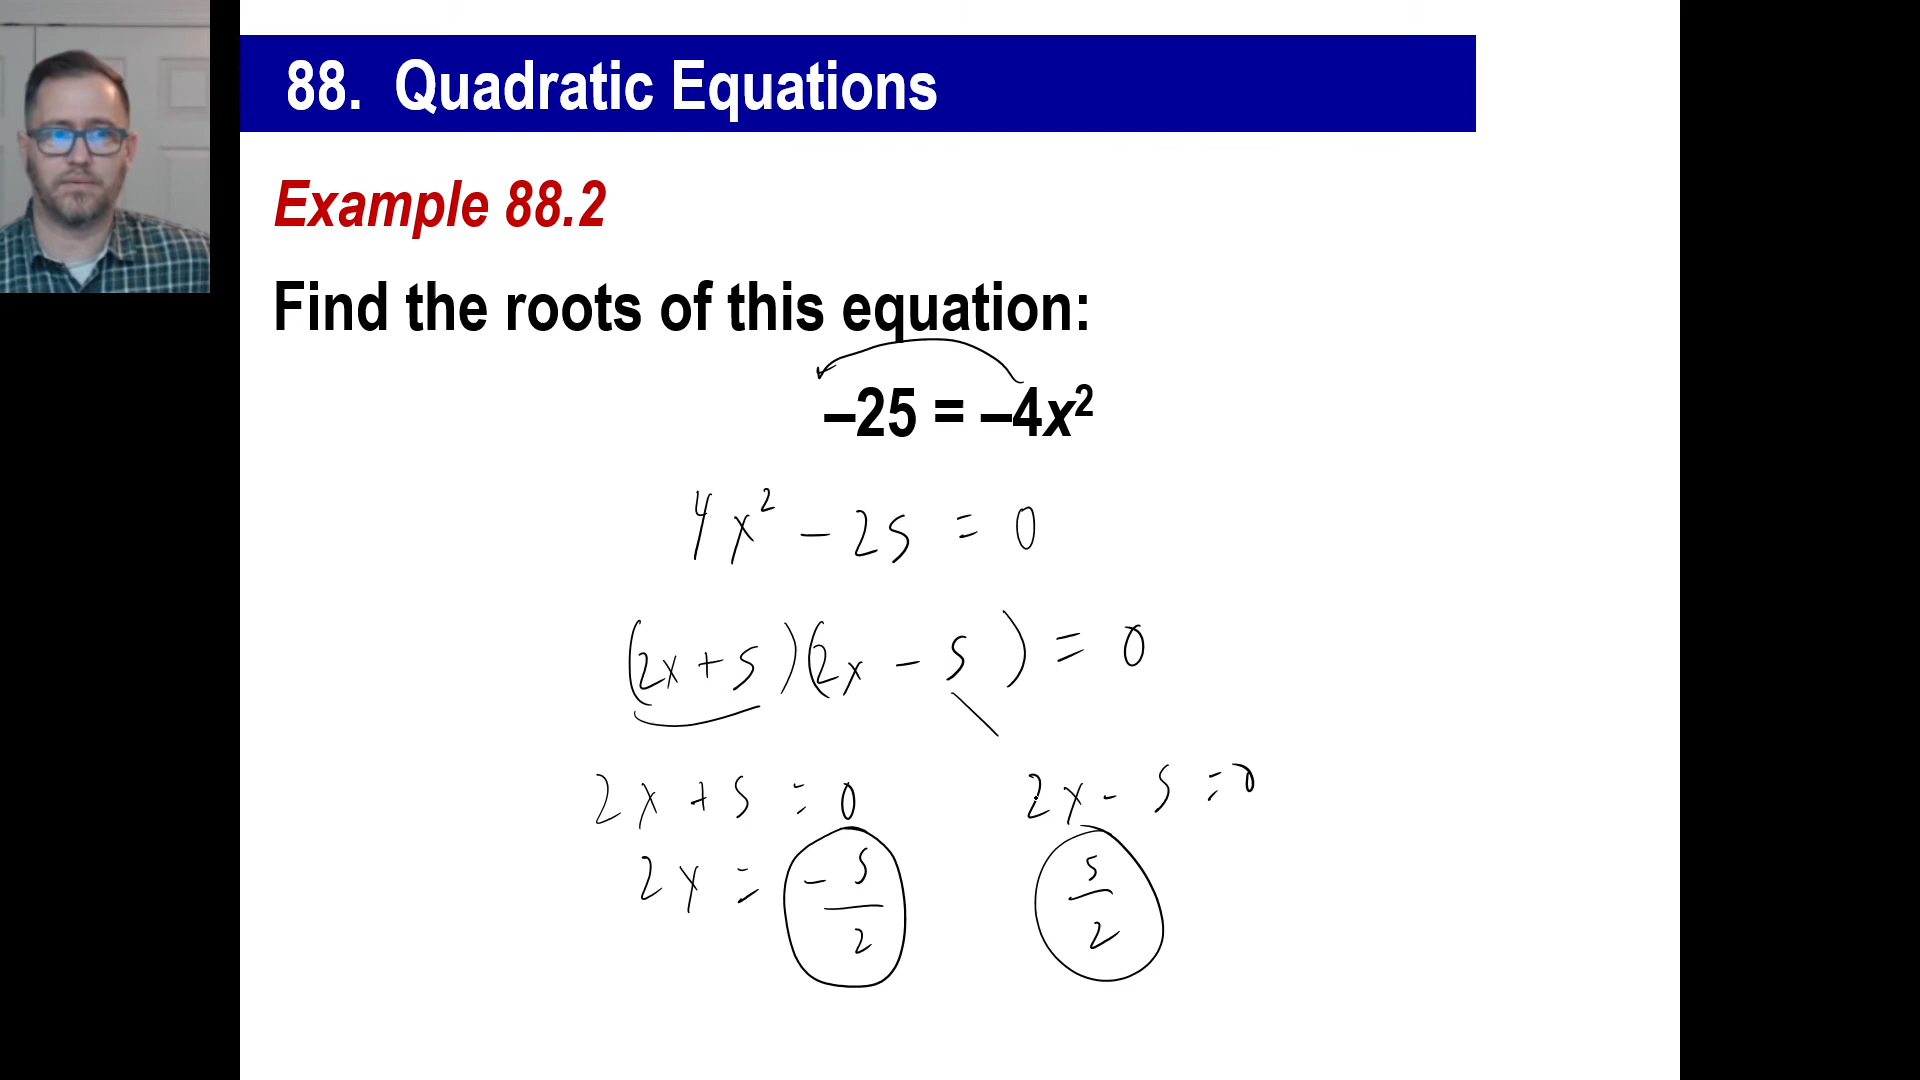 88. Quadratic Equations
Example 88.2
Find the roots of this equation:
–25 = –4x²
4x² - 25 = 0
(2x + 5)(2x - 5) = 0
2x + 5 = 0 2x - 5 = 0
2x = - 5/2 5/2